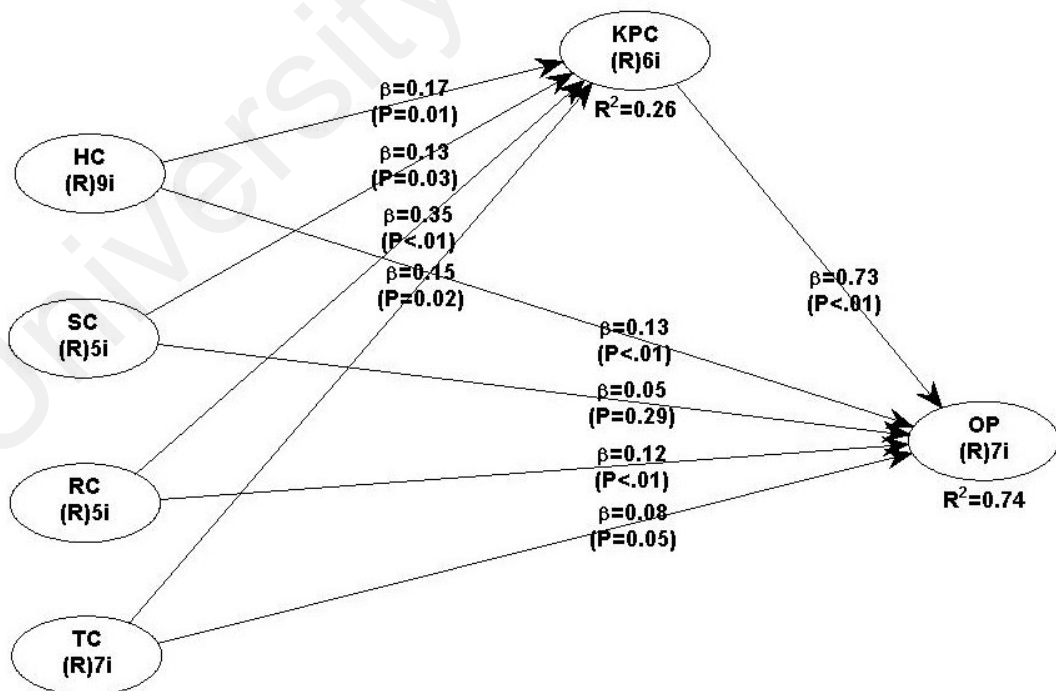 University
KPC
(R)6i
R²=0.26
β=0.17
(P=0.01)
HC
(R)9i
β=0.13
(P=0.03)
β=0.35
(P<.01)
β=0.15
(P=0.02)
β=0.73
(P<.01)
SC
(R)5i
β=0.13
(P<.01)
β=0.05
(P=0.29)
OP
(R)7i
R²=0.74
β=0.12
(P<.01)
RC
(R)5i
β=0.08
(P=0.05)
TC
(R)7i